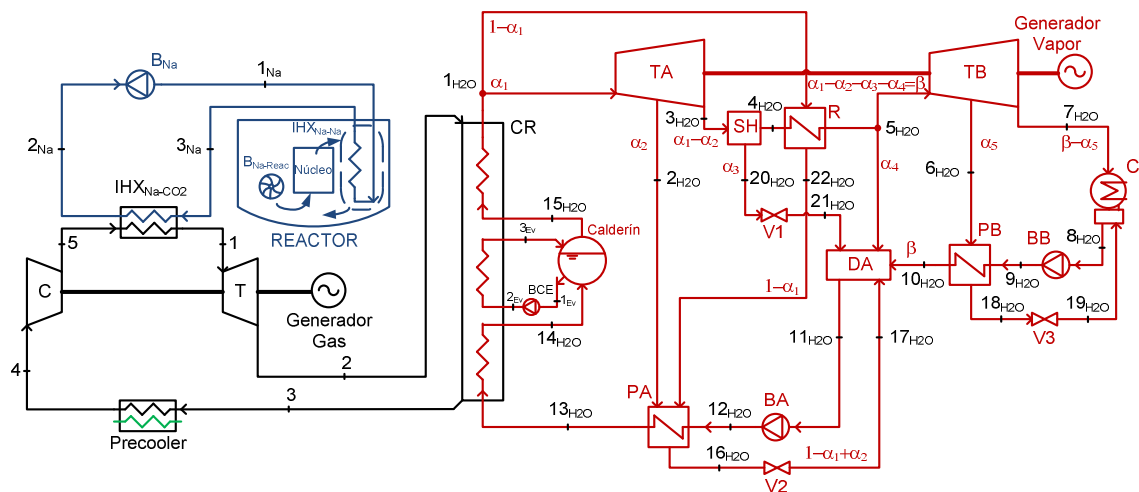 1−α1
Generador
Vapor
BNa
1Na
1H2O
α1
TA
α1−α2−α3−α4=β
TB
2Na
3Na
IHXNa-Na
Núcleo
BNa-Reac
REACTOR
IHXNa-CO2
CR
3H2O
α1−α2
SH
4H2O
R
5H2O
7H2O
β−α5
α2
α3
α4
α5
2H2O
20H2O
22H2O
21H2O
6H2O
C
5
1
C
T
Generador
Gas
15H2O
3Ev
Calderín
2Ev
BCE
1Ev
14H2O
V1
DA
β
10H2O
PB
9H2O
BB
8H2O
1−α1
18H2O
19H2O
V3
11H2O
17H2O
4
2
3
Precooler
13H2O
PA
12H2O
BA
16H2O
V2
1−α1+α2